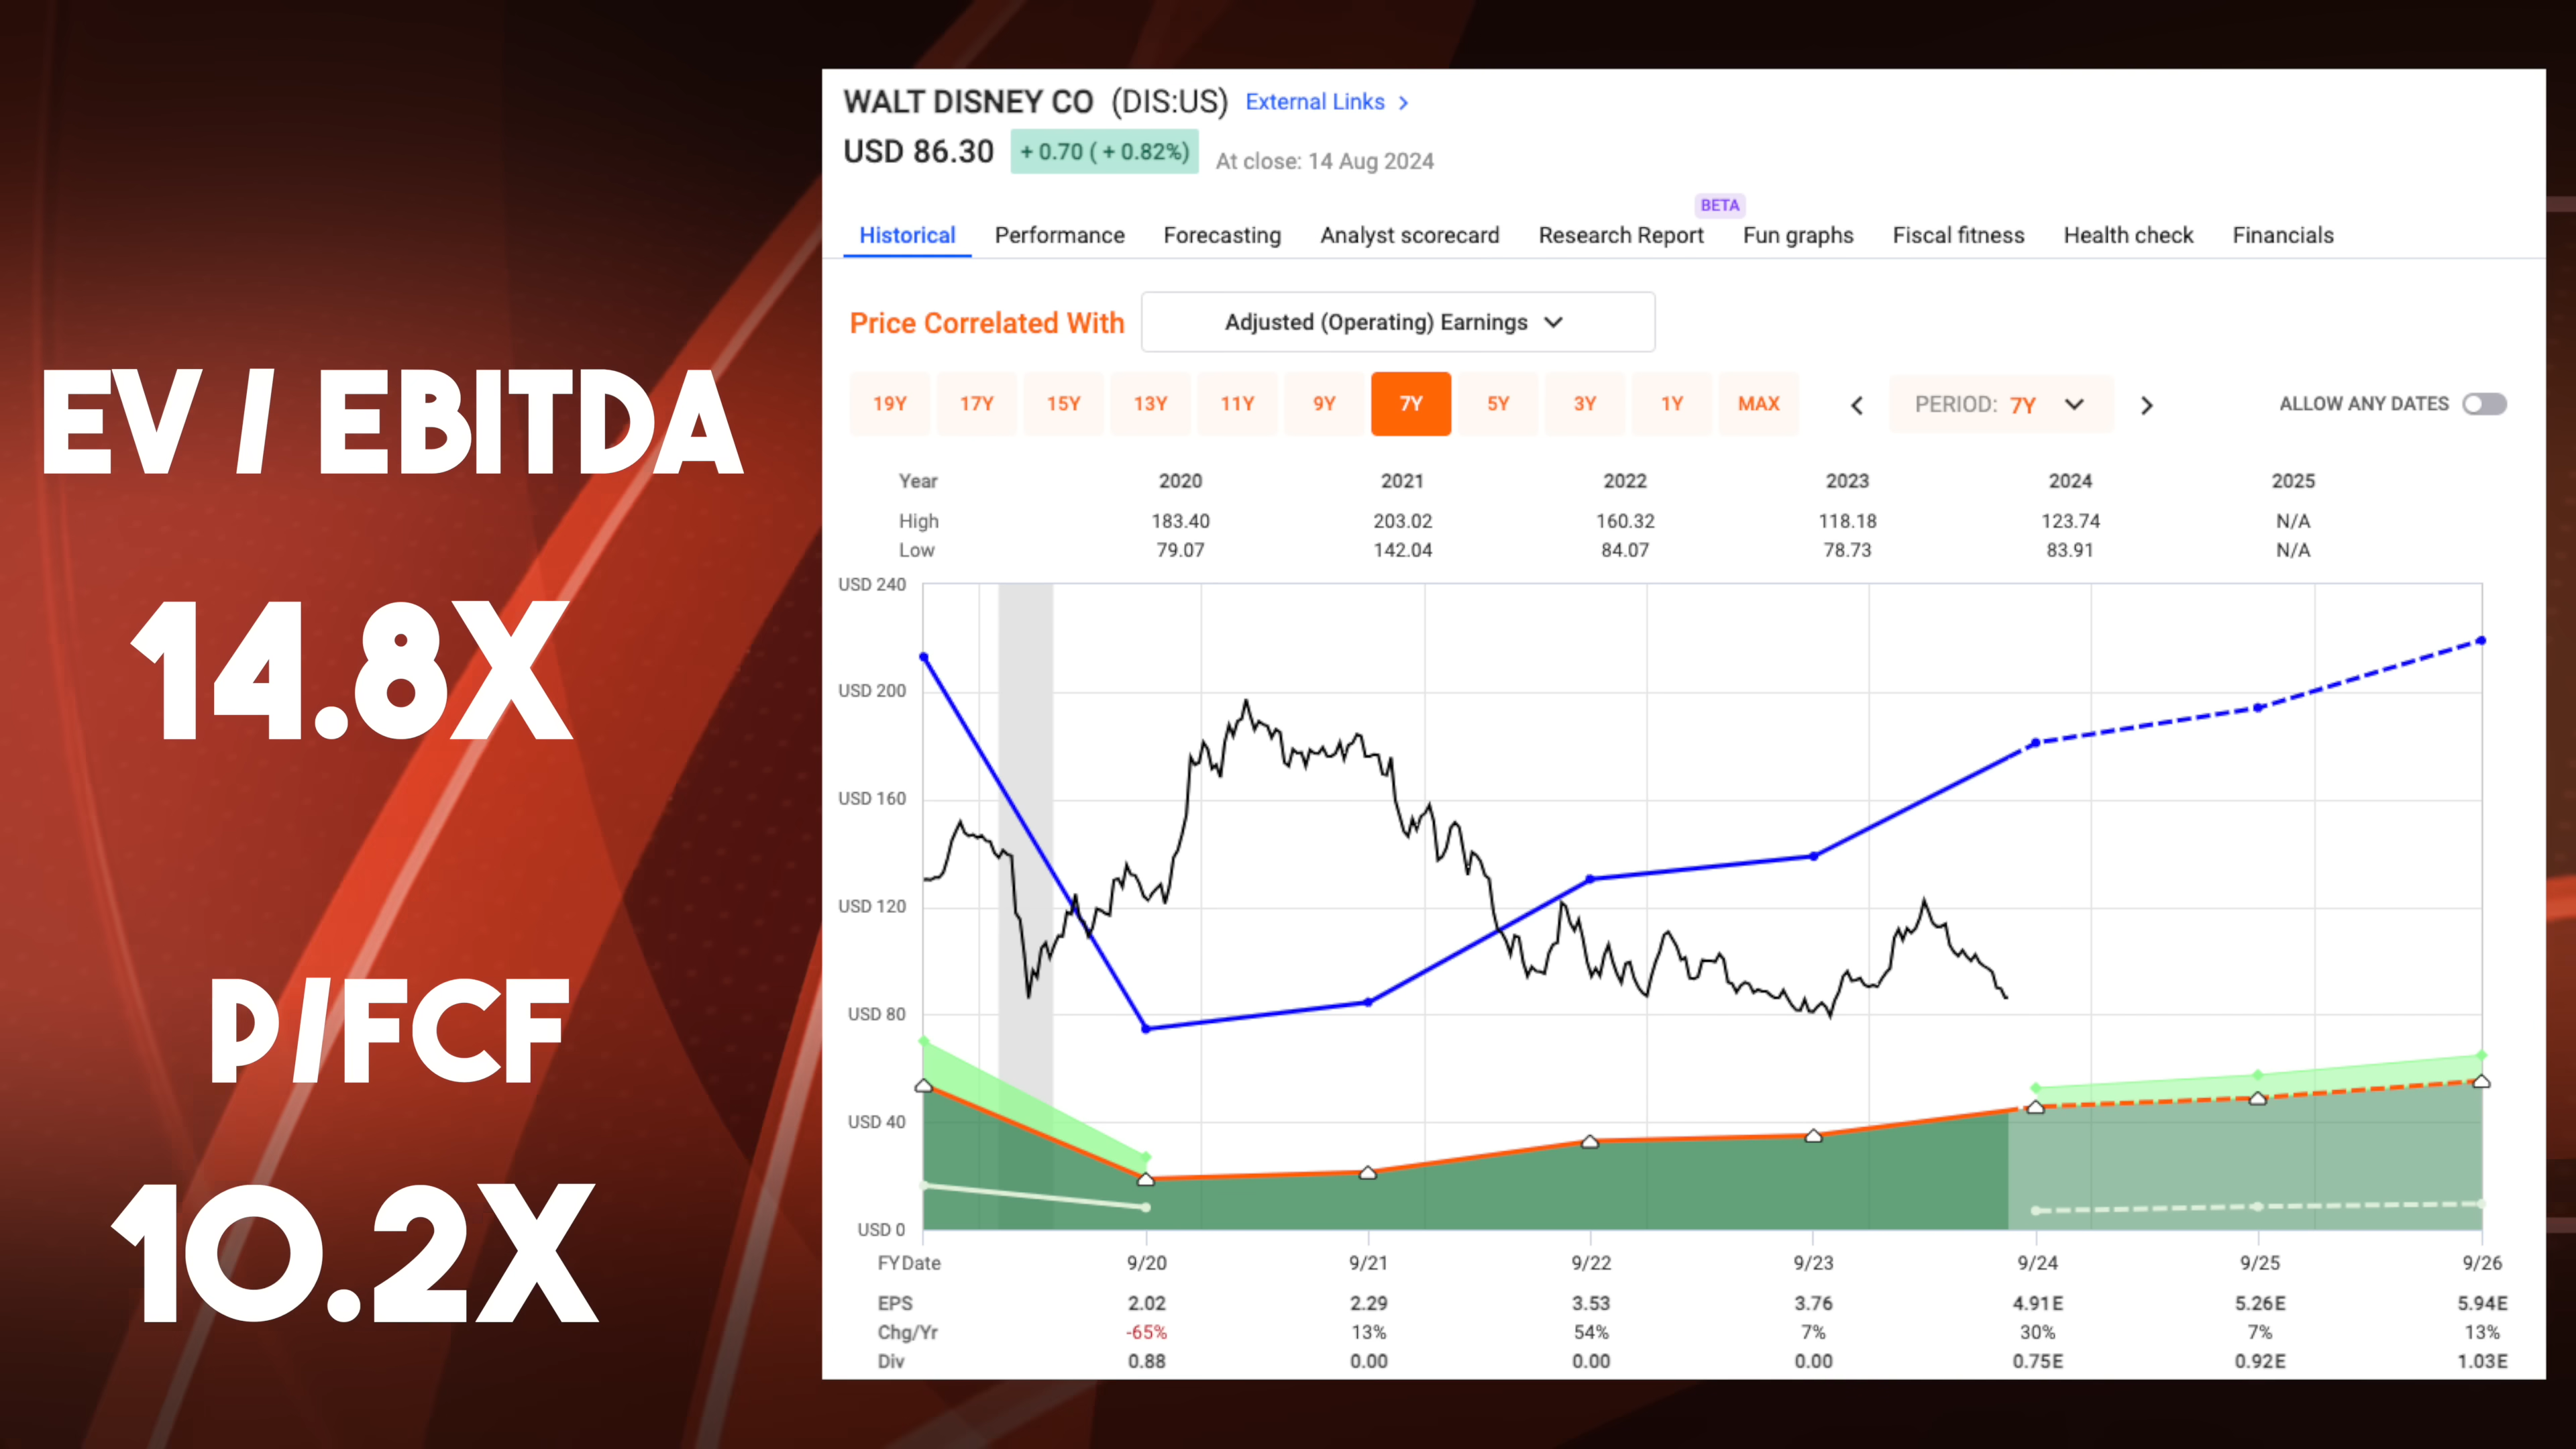 EV / EBITDA
14.8X
P/FCF
10.2X
WALT DISNEY CO (DIS:US) External Links >
USD 86.30 + 0.70 ( + 0.82%) At close: 14 Aug 2024
BETA
Historical Performance Forecasting Analyst scorecard Research Report Fun graphs Fiscal fitness Health check Financials
Price Correlated With Adjusted (Operating) Earnings
19Y 17Y 15Y 13Y 11Y 9Y 7Y 5Y 3Y 1Y MAX < PERIOD: 7Y > ALLOW ANY DATES
Year 2020 2021 2022 2023 2024 2025
High 183.40 203.02 160.32 118.18 123.74 N/A
Low 79.07 142.04 84.07 78.73 83.91 N/A
USD 240
USD 200
USD 160
USD 120
USD 80
USD 40
USD 0
FY Date 9/20 9/21 9/22 9/23 9/24 9/25 9/26
EPS 2.02 2.29 3.53 3.76 4.91E 5.26E 5.94E
Chg/Yr -65% 13% 54% 7% 30% 7% 13%
Div 0.88 0.00 0.00 0.00 0.75E 0.92E 1.03E